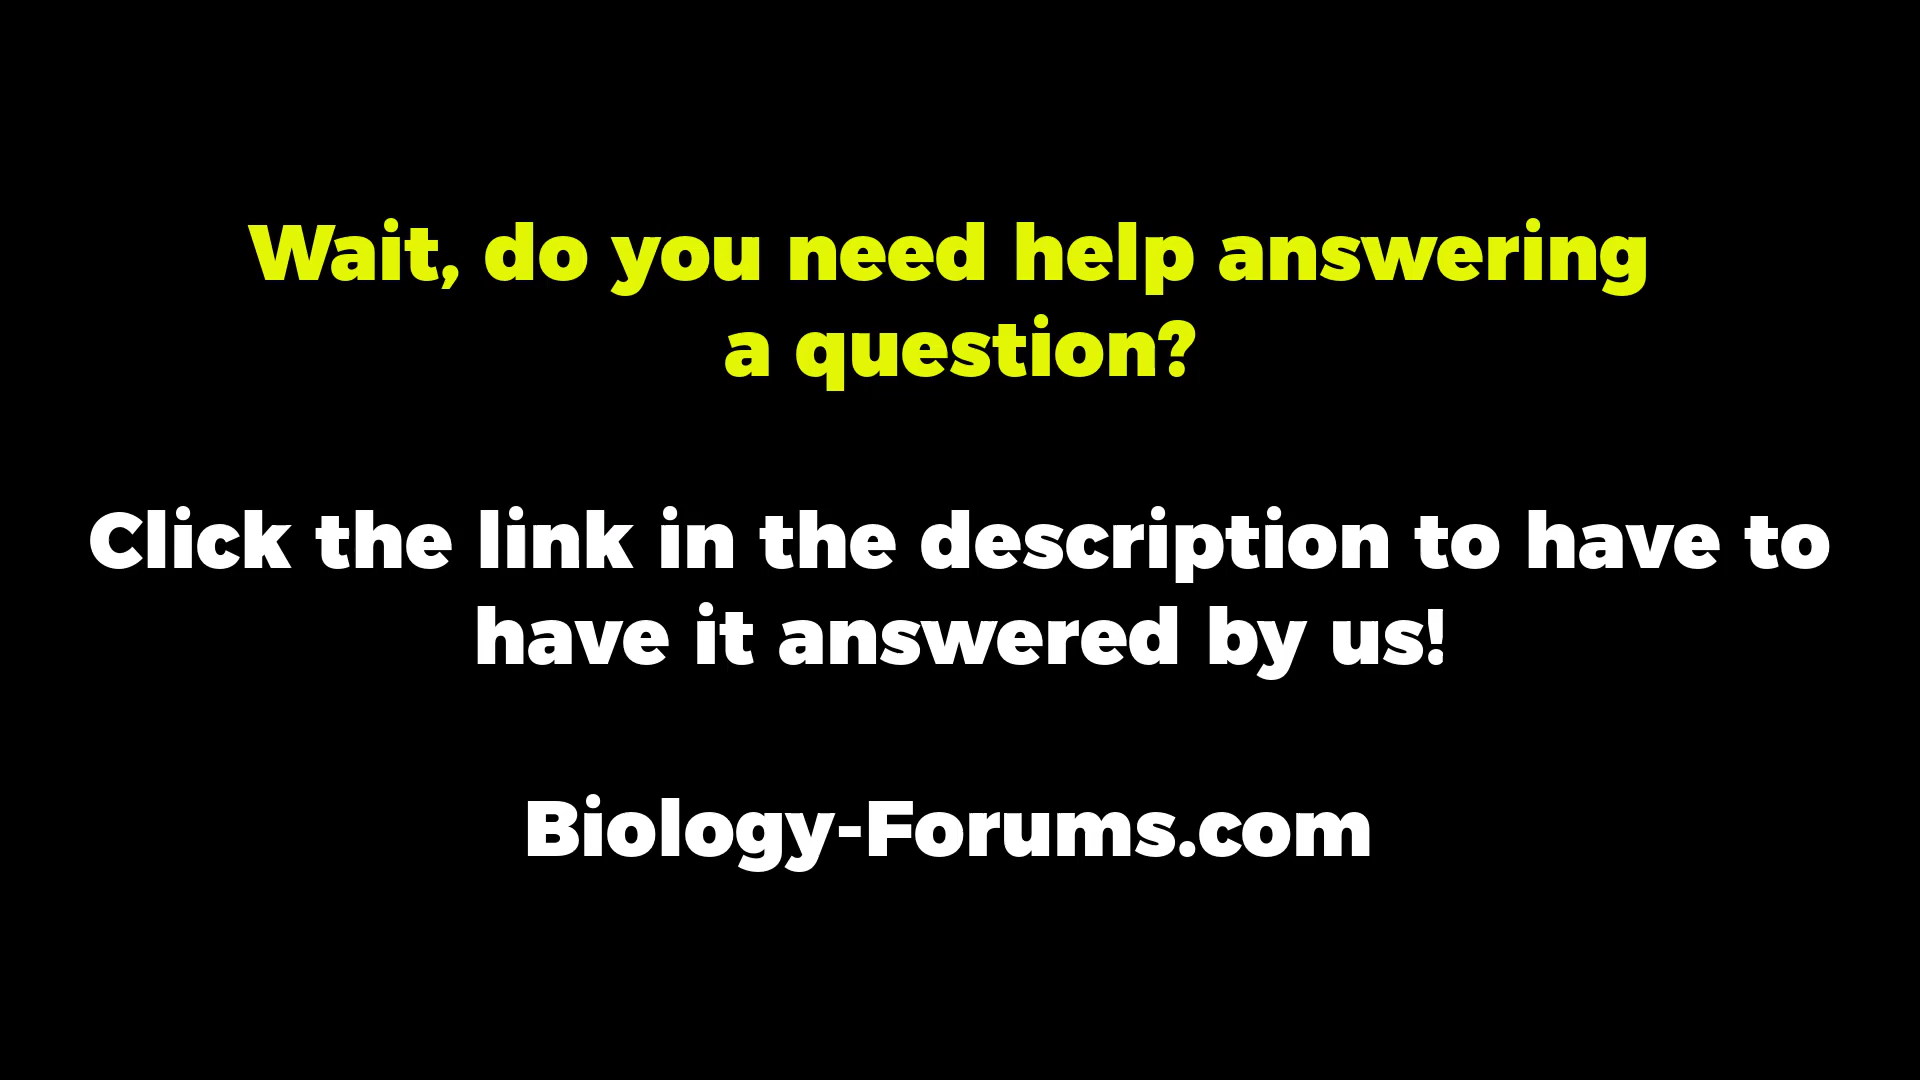 Wait, do you need help answering
a question?
Click the link in the description to have to
have it answered by us!
Biology-Forums.com